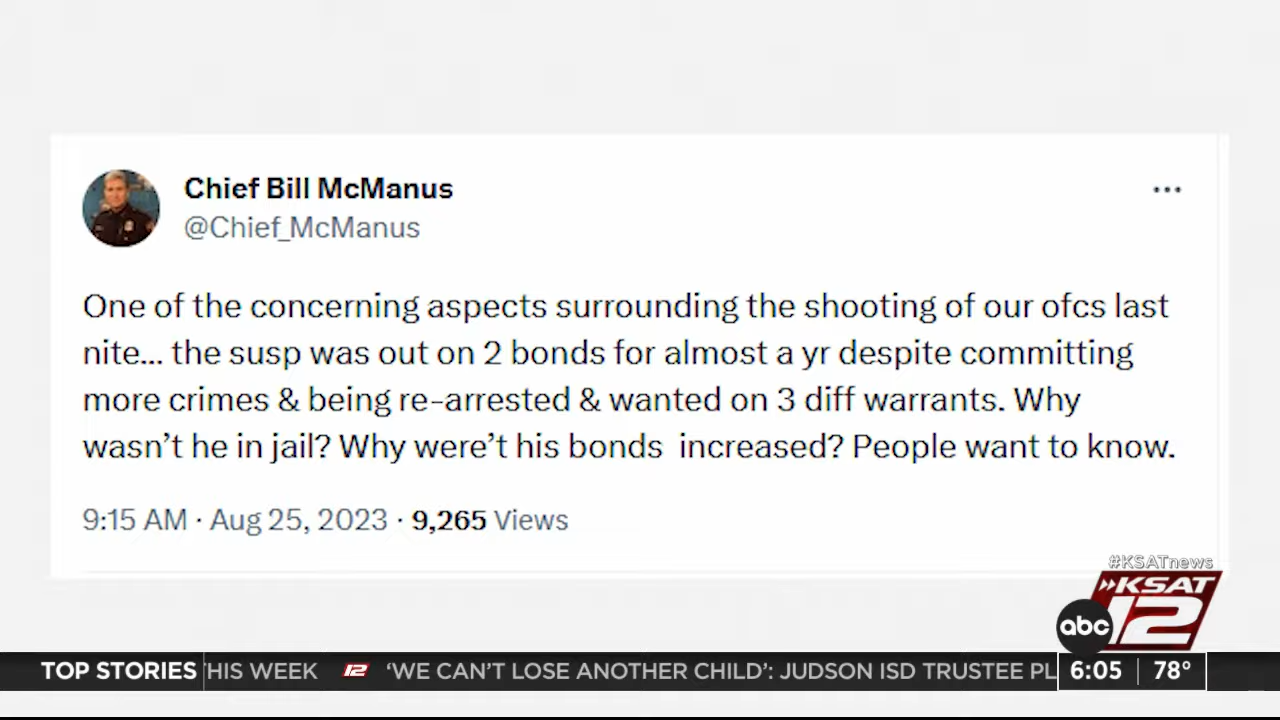 Chief Bill McManus
@Chief_McManus
One of the concerning aspects surrounding the shooting of our ofcs last
nite... the susp was out on 2 bonds for almost a yr despite committing
more crimes & being re-arrested & wanted on 3 diff warrants. Why
wasn't he in jail? Why were't his bonds  increased? People want to know.
9:15 AM · Aug 25, 2023 · 9,265 Views
#KSATnews
KSAT
abc 12
TOP STORIES HIS WEEK 12 ‘WE CAN'T LOSE ANOTHER CHILD’: JUDSON ISD TRUSTEE PL 6:05 78°